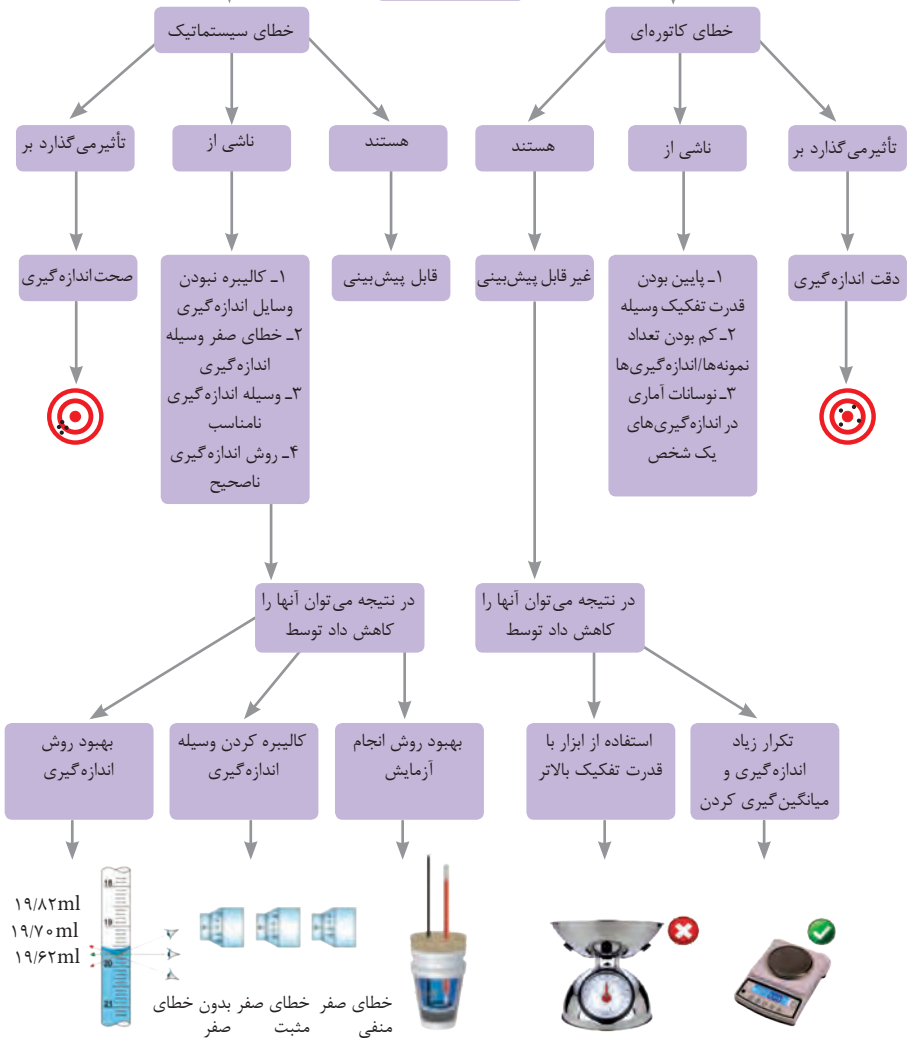 خطای کاتوره‌ای
خطای سیستماتیک
تأثیرمی‌گذارد بر
ناشی از
هستند
هستند
ناشی از
تأثیرمی‌گذارد بر
دقت اندازه‌گیری
۱ـ پایین بودن
قدرت تفکیک وسیله
۲ـ کم بودن تعداد
نمونه‌ها/اندازه‌گیری‌ها
۳ـ نوسانات آماری
در اندازه‌گیری‌های
یک شخص
غیر قابل پیش‌بینی
قابل پیش‌بینی
۱ـ کالیبره نبودن
وسایل اندازه‌گیری
۲ـ خطای صفر وسیله
اندازه‌گیری
۳ـ وسیله اندازه‌گیری
نامناسب
۴ـ روش اندازه‌گیری
ناصحیح
صحت‌اندازه‌گیری
در نتیجه می‌توان آنها را
کاهش داد توسط
در نتیجه می‌توان آنها را
کاهش داد توسط
تکرار زیاد
اندازه‌گیری و
میانگین‌گیری کردن
استفاده از ابزار با
قدرت تفکیک بالاتر
بهبود روش انجام
آزمایش
کالیبره کردن وسیله
اندازه‌گیری
بهبود روش
اندازه‌گیری
خطای صفر
منفی
خطای صفر
مثبت
بدون خطای
صفر
18
19
20
21
۱۹/۸۲ml
۱۹/۷۰ml
۱۹/۶۲ml